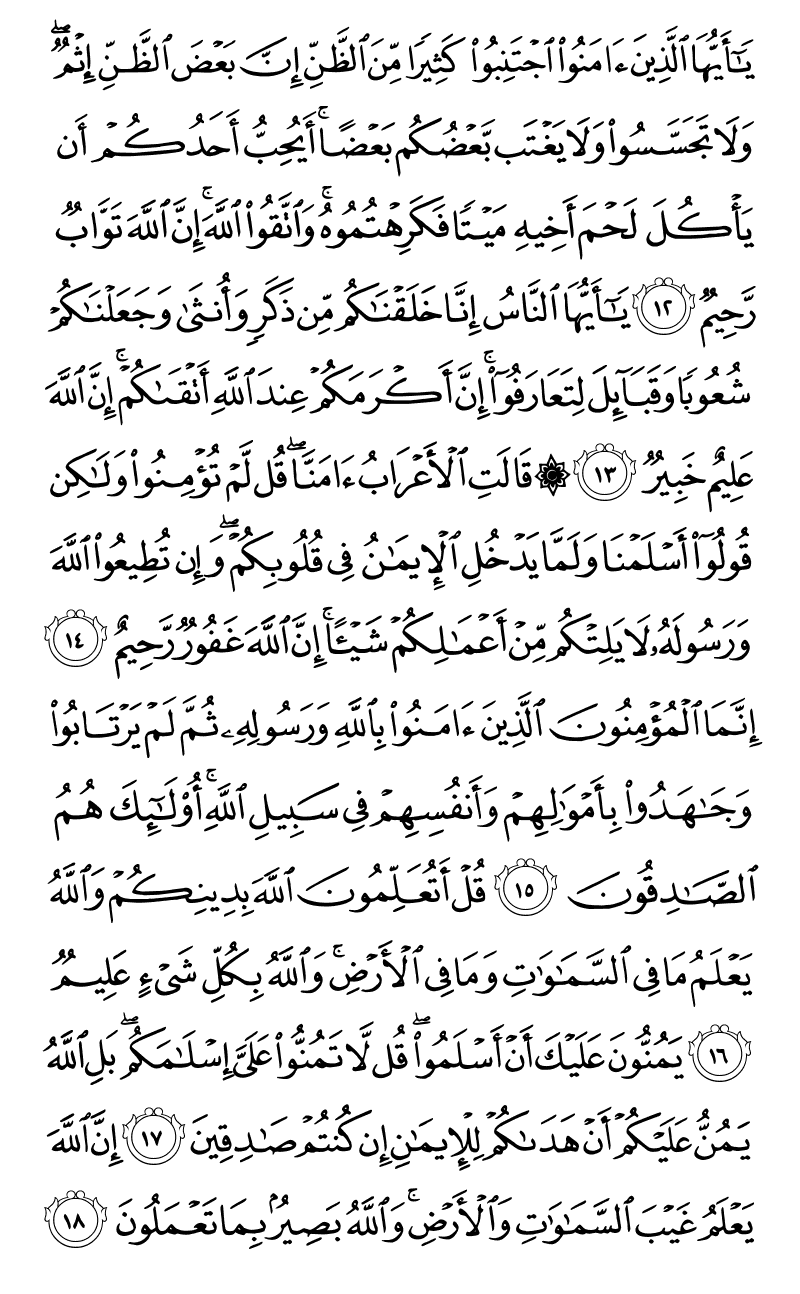 يَٰٓأَيُّهَا ٱلَّذِينَ ءَامَنُوا۟ ٱجْتَنِبُوا۟ كَثِيرًا مِّنَ ٱلظَّنِّ إِنَّ بَعْضَ ٱلظَّنِّ إِثْمٌ ۖ
وَلَا تَجَسَّسُوا۟ وَلَا يَغْتَب بَّعْضُكُم بَعْضًا ۚ أَيُحِبُّ أَحَدُكُمْ أَن
يَأْكُلَ لَحْمَ أَخِيهِ مَيْتًا فَكَرِهْتُمُوهُ ۚ وَٱتَّقُوا۟ ٱللَّهَ ۚ إِنَّ ٱللَّهَ تَوَّابٌ
رَّحِيمٌ ١٢ يَٰٓأَيُّهَا ٱلنَّاسُ إِنَّا خَلَقْنَٰكُم مِّن ذَكَرٍ وَأُنثَىٰ وَجَعَلْنَٰكُمْ
شُعُوبًا وَقَبَآئِلَ لِتَعَارَفُوٓا۟ ۚ إِنَّ أَكْرَمَكُمْ عِندَ ٱللَّهِ أَتْقَىٰكُمْ ۚ إِنَّ ٱللَّهَ
عَلِيمٌ خَبِيرٌ ١٣ ۞ قَالَتِ ٱلْأَعْرَابُ ءَامَنَّا ۖ قُل لَّمْ تُؤْمِنُوا۟ وَلَٰكِن
قُولُوٓا۟ أَسْلَمْنَا وَلَمَّا يَدْخُلِ ٱلْإِيمَٰنُ فِى قُلُوبِكُمْ ۖ وَإِن تُطِيعُوا۟ ٱللَّهَ
وَرَسُولَهُۥ لَا يَلِتْكُم مِّنْ أَعْمَٰلِكُمْ شَيْـًٔا ۚ إِنَّ ٱللَّهَ غَفُورٌ رَّحِيمٌ ١٤
إِنَّمَا ٱلْمُؤْمِنُونَ ٱلَّذِينَ ءَامَنُوا۟ بِٱللَّهِ وَرَسُولِهِۦ ثُمَّ لَمْ يَرْتَابُوا۟
وَجَٰهَدُوا۟ بِأَمْوَٰلِهِمْ وَأَنفُسِهِمْ فِى سَبِيلِ ٱللَّهِ ۚ أُو۟لَٰٓئِكَ هُمُ
ٱلصَّٰدِقُونَ ١٥ قُلْ أَتُعَلِّمُونَ ٱللَّهَ بِدِينِكُمْ وَٱللَّهُ
يَعْلَمُ مَا فِى ٱلسَّمَٰوَٰتِ وَمَا فِى ٱلْأَرْضِ ۚ وَٱللَّهُ بِكُلِّ شَىْءٍ عَلِيمٌ
١٦ يَمُنُّونَ عَلَيْكَ أَنْ أَسْلَمُوا۟ ۖ قُل لَّا تَمُنُّوا۟ عَلَىَّ إِسْلَٰمَكُم ۖ بَلِ ٱللَّهُ
يَمُنُّ عَلَيْكُمْ أَنْ هَدَىٰكُمْ لِلْإِيمَٰنِ إِن كُنتُمْ صَٰدِقِينَ ١٧ إِنَّ ٱللَّهَ
يَعْلَمُ غَيْبَ ٱلسَّمَٰوَٰتِ وَٱلْأَرْضِ ۚ وَٱللَّهُ بَصِيرٌۢ بِمَا تَعْمَلُونَ ١٨